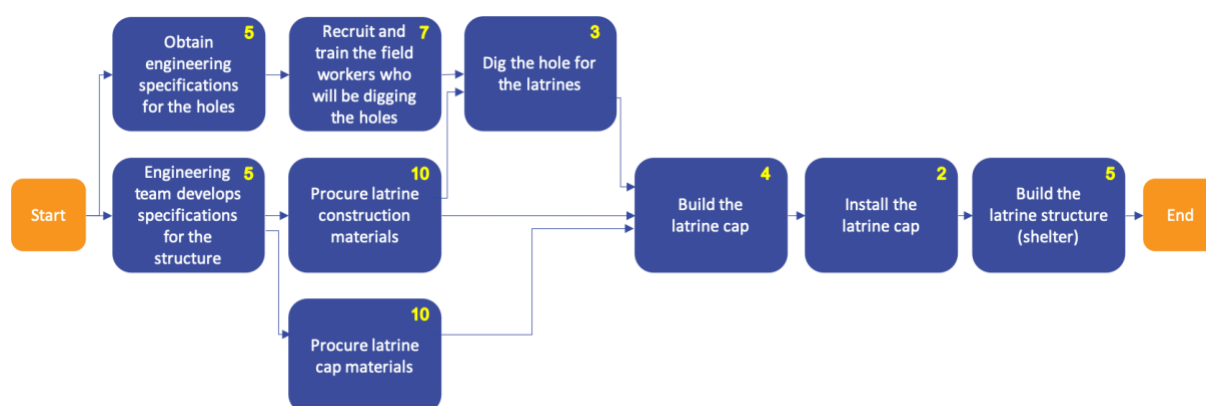 5
Obtain
engineering
specifications
for the holes
7
Recruit and
train the field
workers who
will be digging
the holes
3
Dig the hole for
the latrines
Start
5
Engineering
team develops
specifications
for the
structure
10
Procure latrine
construction
materials
4
Build the
latrine cap
2
Install the
latrine cap
5
Build the
latrine structure
(shelter)
End
10
Procure latrine
cap materials